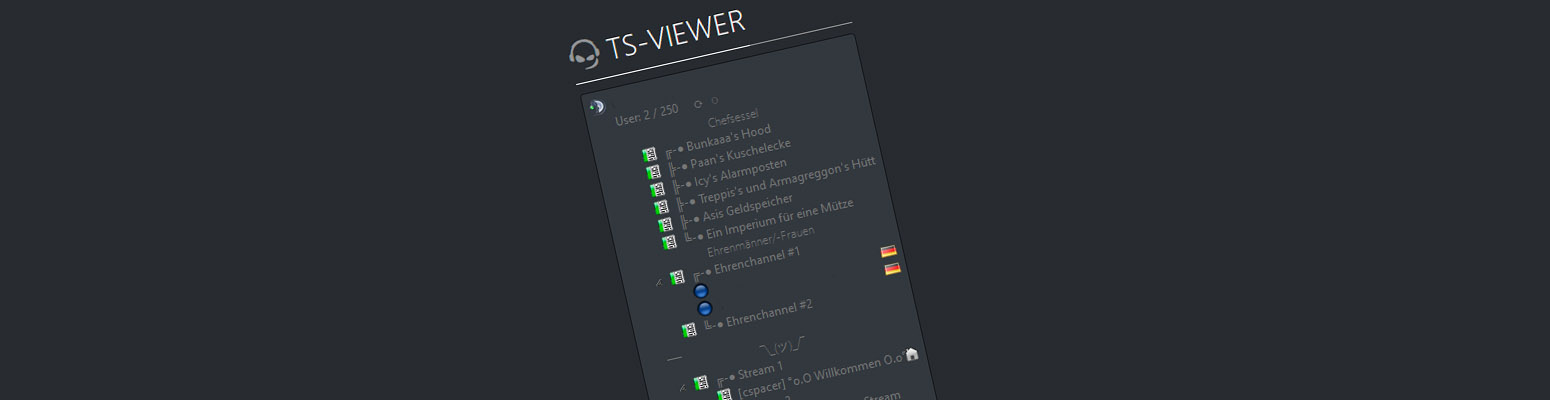 TS-VIEWER
User: 2 / 250
Chefsessel
╔-● Bunkaaa's Hood
╠-● Paan's Kuschelecke
╠-● Icy's Alarmposten
╠-● Treppis's und Armagreggon's Hütt
╠-● Asis Geldspeicher
╚-● Ein Imperium für eine Mütze
Ehrenmänner/-Frauen
╔-● Ehrenchannel #1
╚-● Ehrenchannel #2
¯\_(ツ)_/¯
╔-● Stream 1
[cspacer] °o.O Willkommen O.o°
Stream